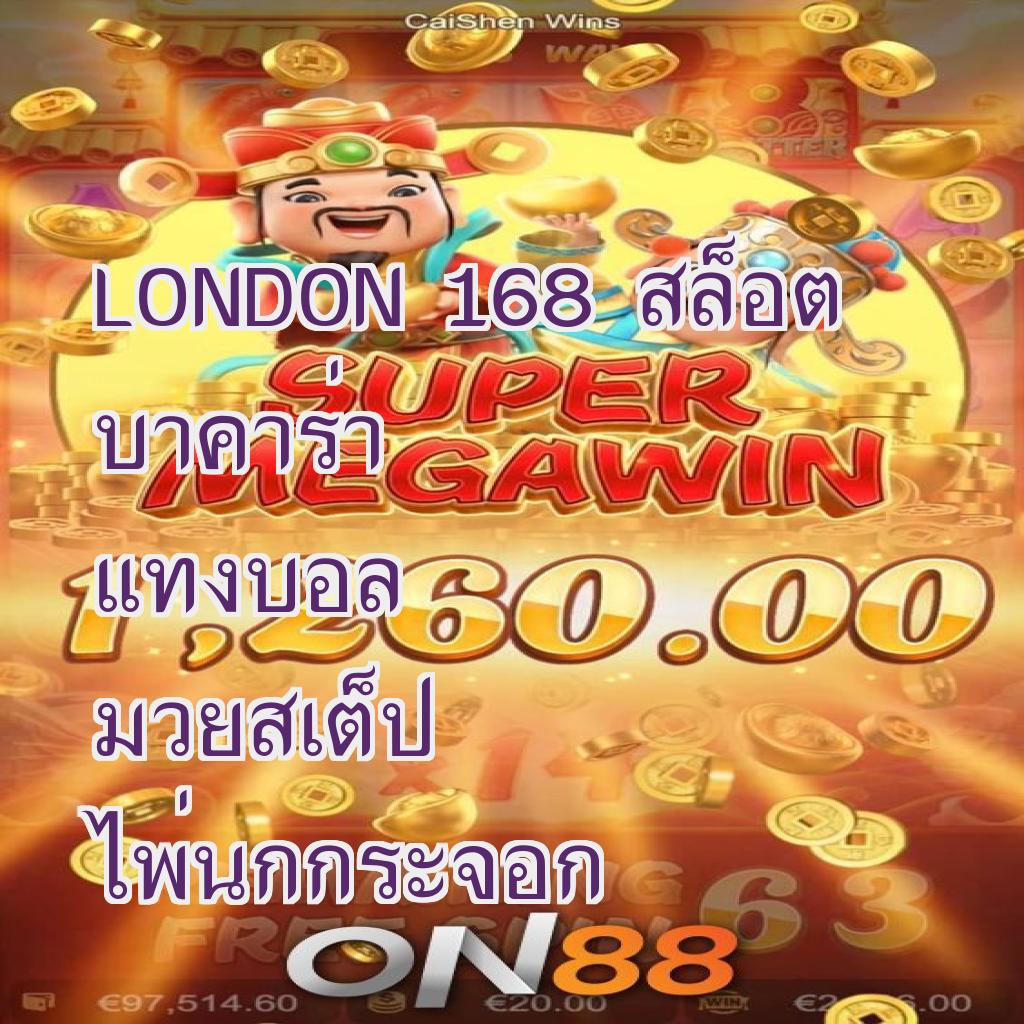 CaiShen Wins
LONDON 168 สล็อต
SUPER
บาคาร่า
MEGAWIN
แทงบอล
1,260.00
มวยสเต็ป
ไพ่นกกระจอก
63
ON88
€97,514.60 €20.00